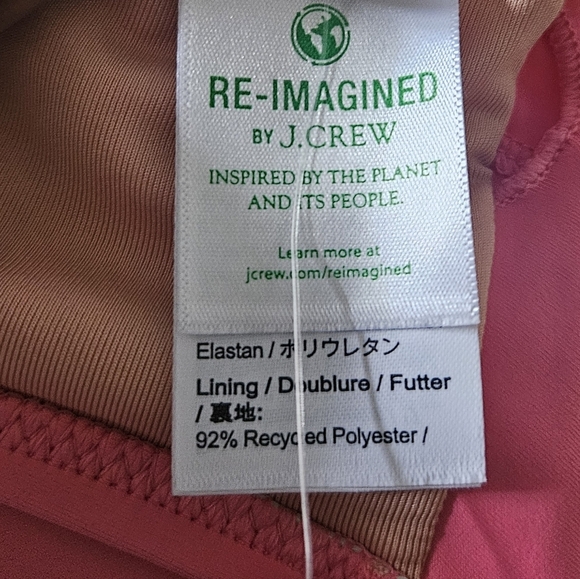 RE-IMAGINED
BY J.CREW
INSPIRED BY THE PLANET
AND ITS PEOPLE.
Learn more at
jcrew.com/reimagined
Elastan / ポリウレタン
Lining / Doublure / Futter
/ 裏地:
92% Recycled Polyester /